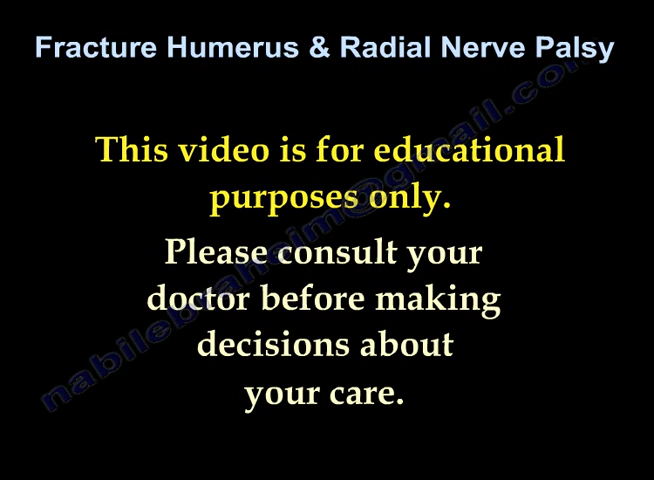 Fracture Humerus & Radial Nerve Palsy
This video is for educational
purposes only.
Please consult your
doctor before making
decisions about
your care.
nabilebraheim@gmail.com